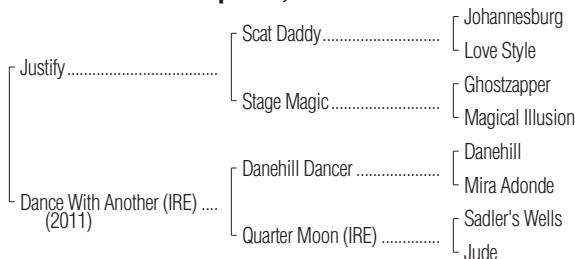 Johannesburg
Scat Daddy
Love Style
Justify
Ghostzapper
Stage Magic
Magical Illusion
Danehill
Danehill Dancer
Mira Adonde
Dance With Another (IRE)
(2011)
Sadler's Wells
Quarter Moon (IRE)
Jude